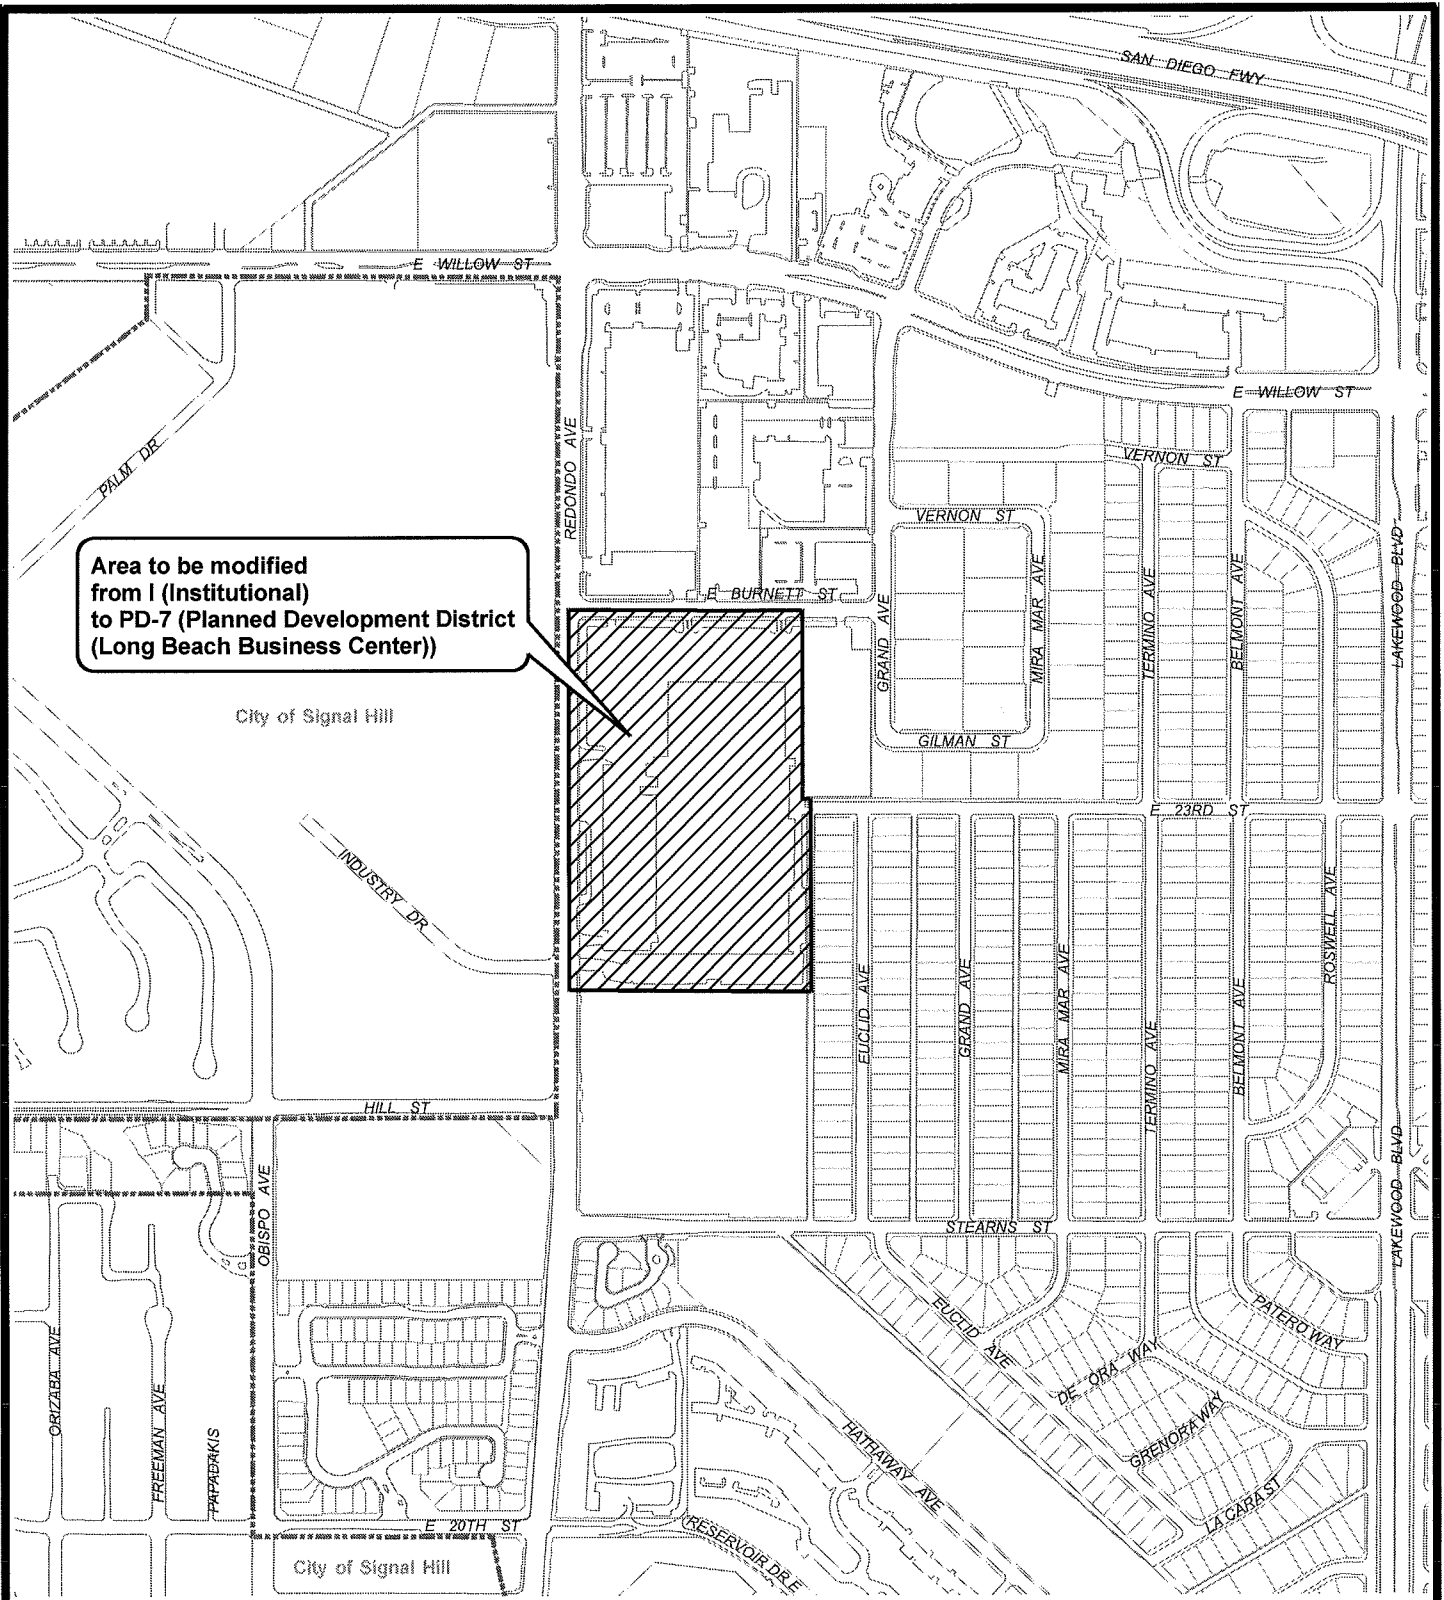 SAN DIEGO FWY
E WILLOW ST
E WILLOW ST
REDONDO AVE
PALM DR
VERNON ST
VERNON ST
LAKEWOOD BLVD
Area to be modified
from I (Institutional)
to PD-7 (Planned Development District
(Long Beach Business Center))
E BURNETT ST
GRAND AVE
MIRA MAR AVE
TERMINO AVE
BELMONT AVE
City of Signal Hill
GILMAN ST
E 23RD ST
INDUSTRY DR
ROSWELL AVE
EUCLID AVE
GRAND AVE
MIRA MAR AVE
TERMINO AVE
BELMONT AVE
HILL ST
OBISPO AVE
LAKEWOOD BLVD
STEARNS ST
EUCLID AVE
PATERO WAY
ORIZABA AVE
FREEMAN AVE
PAPADAKIS
DE ORA WAY
GRENORA WAY
HATHAWAY AVE
LA CARA ST
E 20TH ST
RESERVOIR DR E
City of Signal Hill